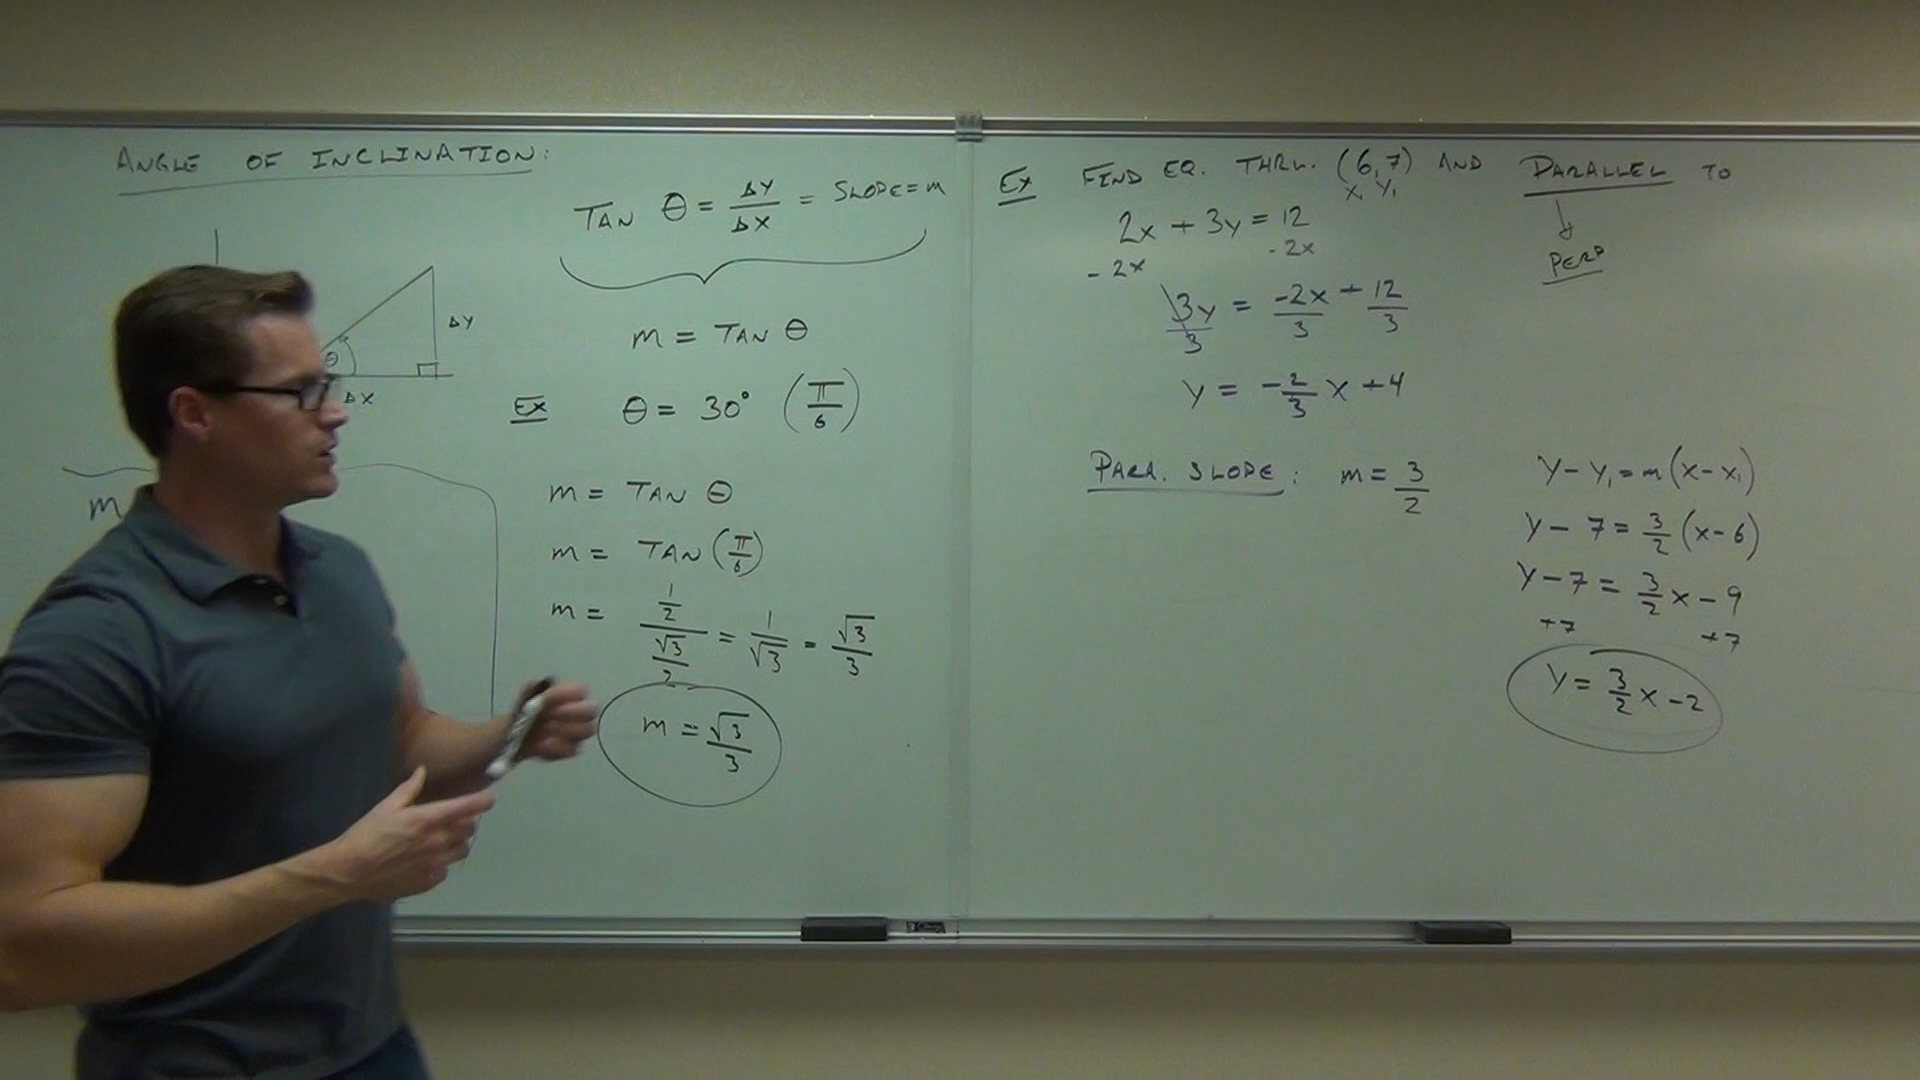 ANGLE OF INCLINATION:
TAN θ = ΔY/ΔX = SLOPE = m
ΔY
θ
ΔX
m = TAN θ
EX θ = 30° (π/6)
m
m = TAN θ
m = TAN (π/6)
m = (1/2)/(√3/2) = 1/√3 = √3/3
m = √3/3
EX FIND EQ. THRU. (6,7) AND PARALLEL TO
X, Y₁
PERP
2x + 3y = 12
- 2x - 2x
3y/3 = -2x/3 + 12/3
y = -2/3 x + 4
PARA. SLOPE: m = 3/2
y - y₁ = m(x - x₁)
y - 7 = 3/2 (x - 6)
y - 7 = 3/2 x - 9
+7 +7
y = 3/2 x - 2